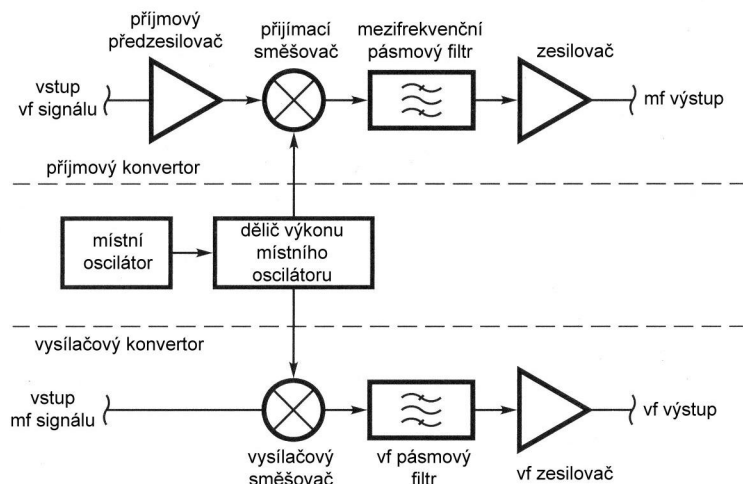 příjmový
předzesilovač
přijímací
směšovač
mezifrekvenční
pásmový filtr
zesilovač
vstup
vf signálu
mf výstup
příjmový konvertor
místní
oscilátor
dělič výkonu
místního
oscilátoru
vysílačový konvertor
vstup
mf signálu
vysílačový
směšovač
vf pásmový
filtr
vf zesilovač
vf výstup